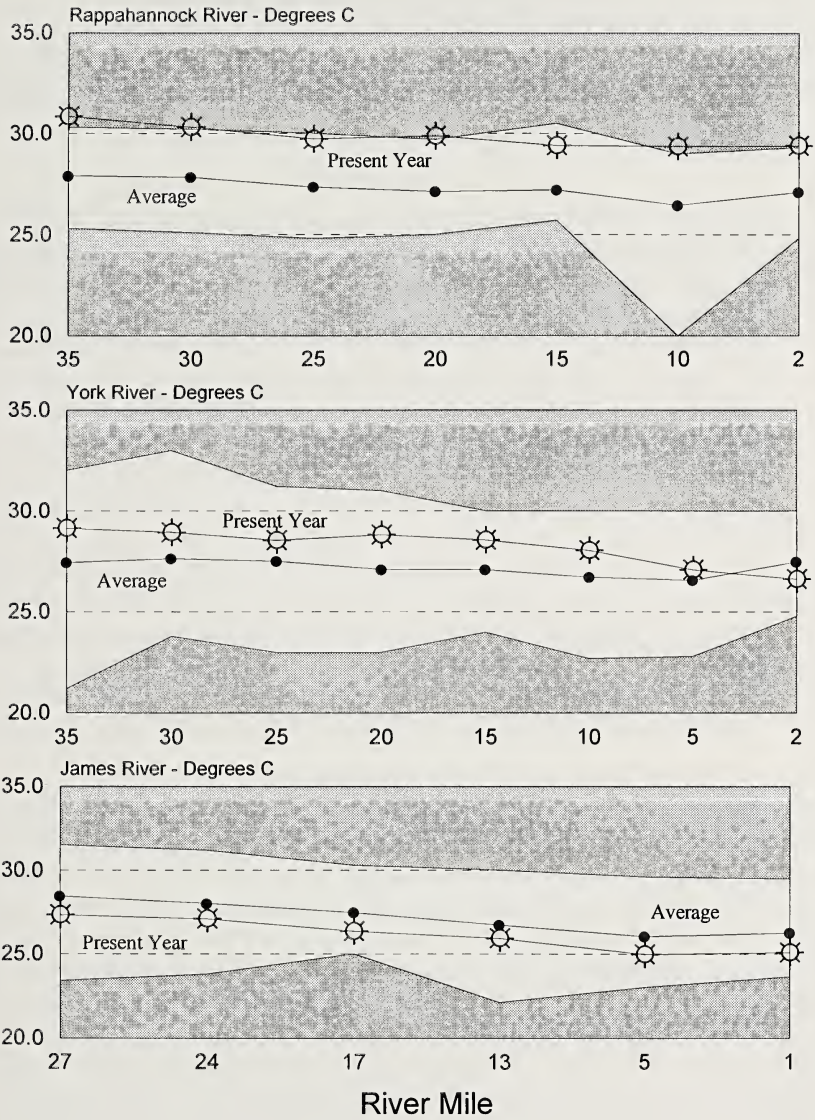 Rappahannock River - Degrees C
35.0
30.0
Present Year
Average
25.0
20.0
35 30 25 20 15 10 2
York River - Degrees C
35.0
30.0
Present Year
Average
25.0
20.0
35 30 25 20 15 10 5 2
James River - Degrees C
35.0
30.0
Average
Present Year
25.0
20.0
27 24 17 13 5 1
River Mile